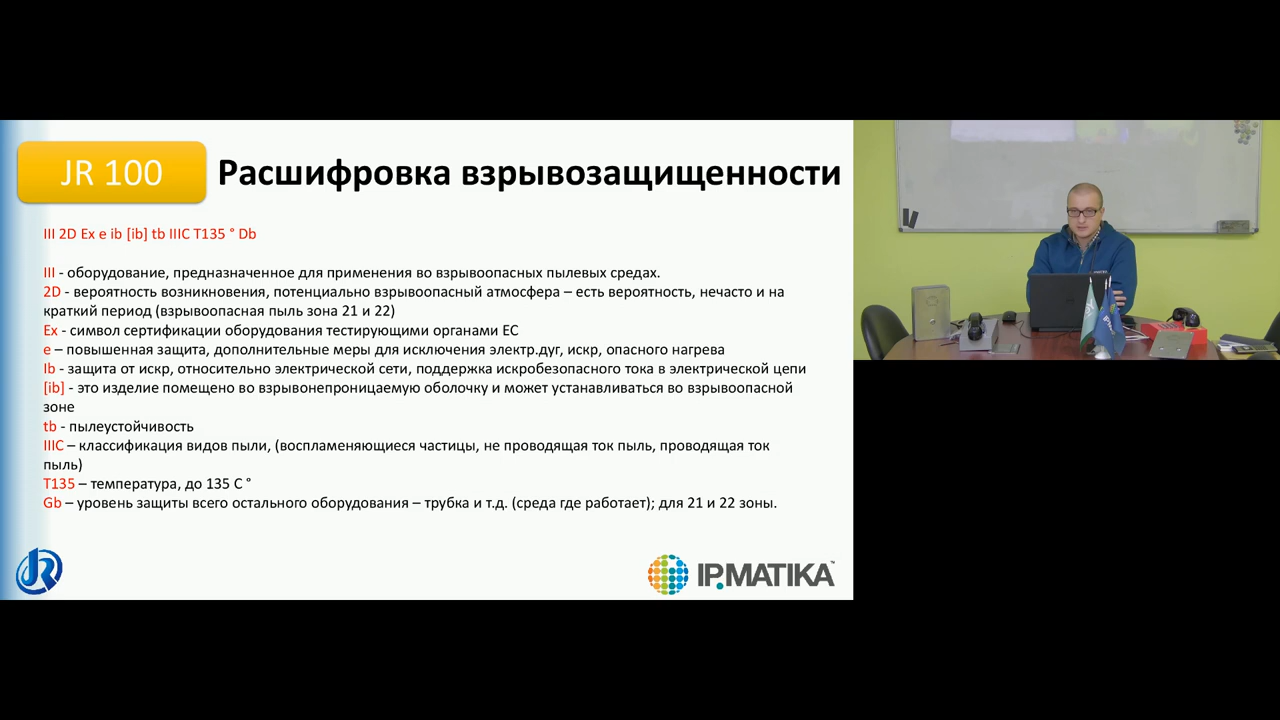 JR 100
Расшифровка взрывозащищенности
III 2D Ex e ib [ib] tb IIIC T135 ° Db
III - оборудование, предназначенное для применения во взрывоопасных пылевых средах.
2D - вероятность возникновения, потенциально взрывоопасный атмосфера – есть вероятность, нечасто и на
краткий период (взрывоопасная пыль зона 21 и 22)
Ex - символ сертификации оборудования тестирующими органами ЕС
e – повышенная защита, дополнительные меры для исключения электр.дуг, искр, опасного нагрева
Ib - защита от искр, относительно электрической сети, поддержка искробезопасного тока в электрической цепи
[ib] - это изделие помещено во взрывонепроницаемую оболочку и может устанавливаться во взрывоопасной
зоне
tb - пылеустойчивость
IIIC – классификация видов пыли, (воспламеняющиеся частицы, не проводящая ток пыль, проводящая ток
пыль)
T135 – температура, до 135 C °
Gb – уровень защиты всего остального оборудования – трубка и т.д. (среда где работает); для 21 и 22 зоны.
JR
IPMATIKA™